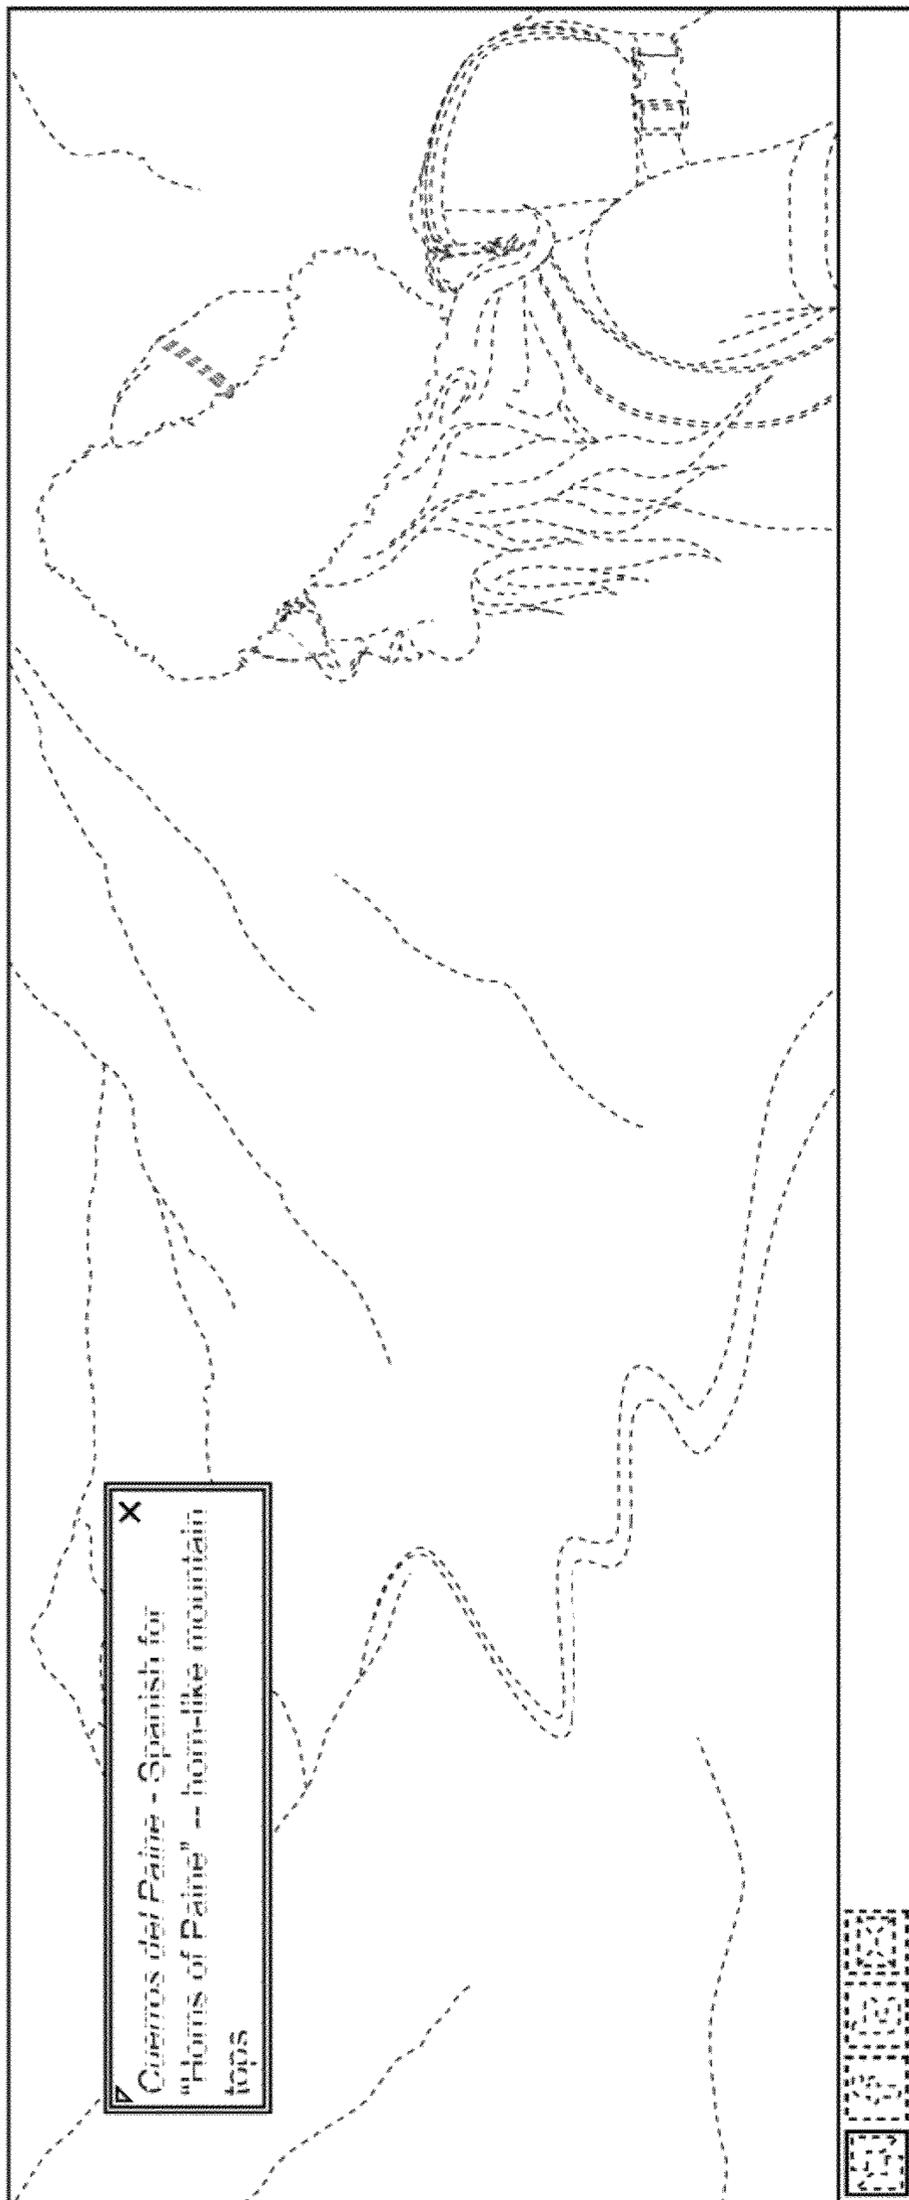 Cuernos del Paine - Spanish for
"Horns of Paine" -- horn-like mountain
tops